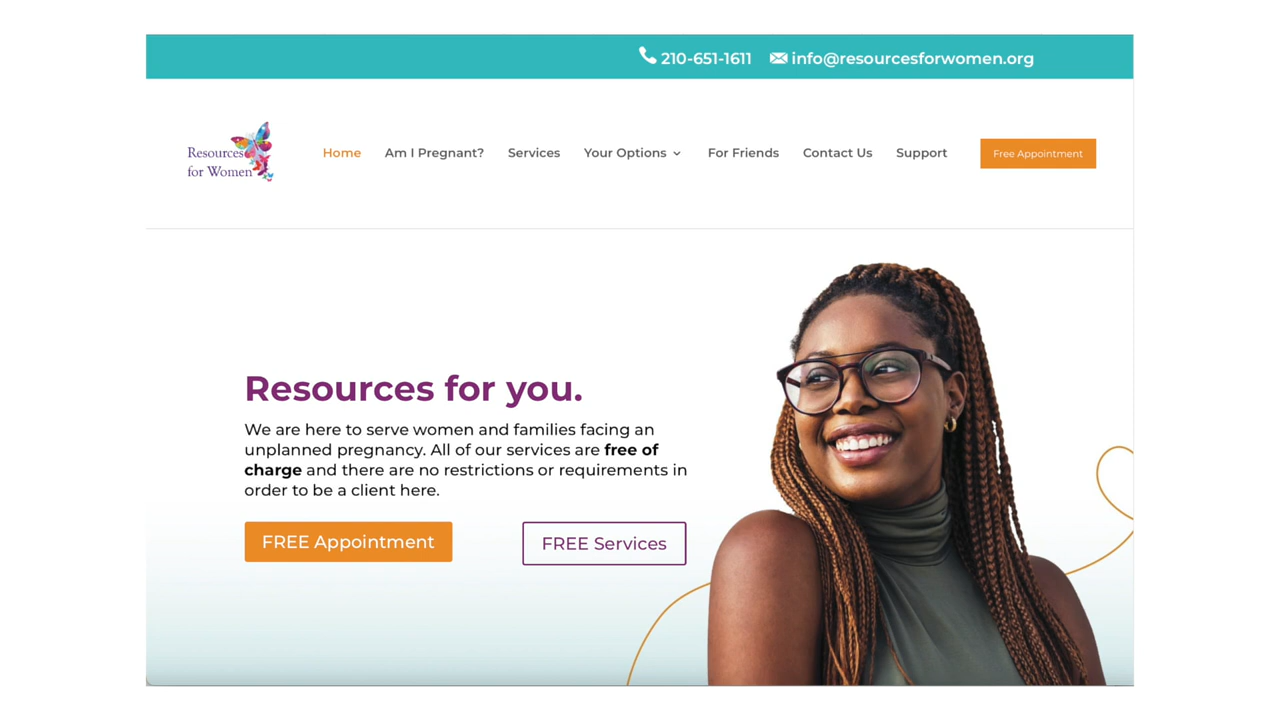 210-651-1611 info@resourcesforwomen.org
Resources
for Women
Home Am I Pregnant? Services Your Options For Friends Contact Us Support Free Appointment
Resources for you.
We are here to serve women and families facing an
unplanned pregnancy. All of our services are free of
charge and there are no restrictions or requirements in
order to be a client here.
FREE Appointment FREE Services